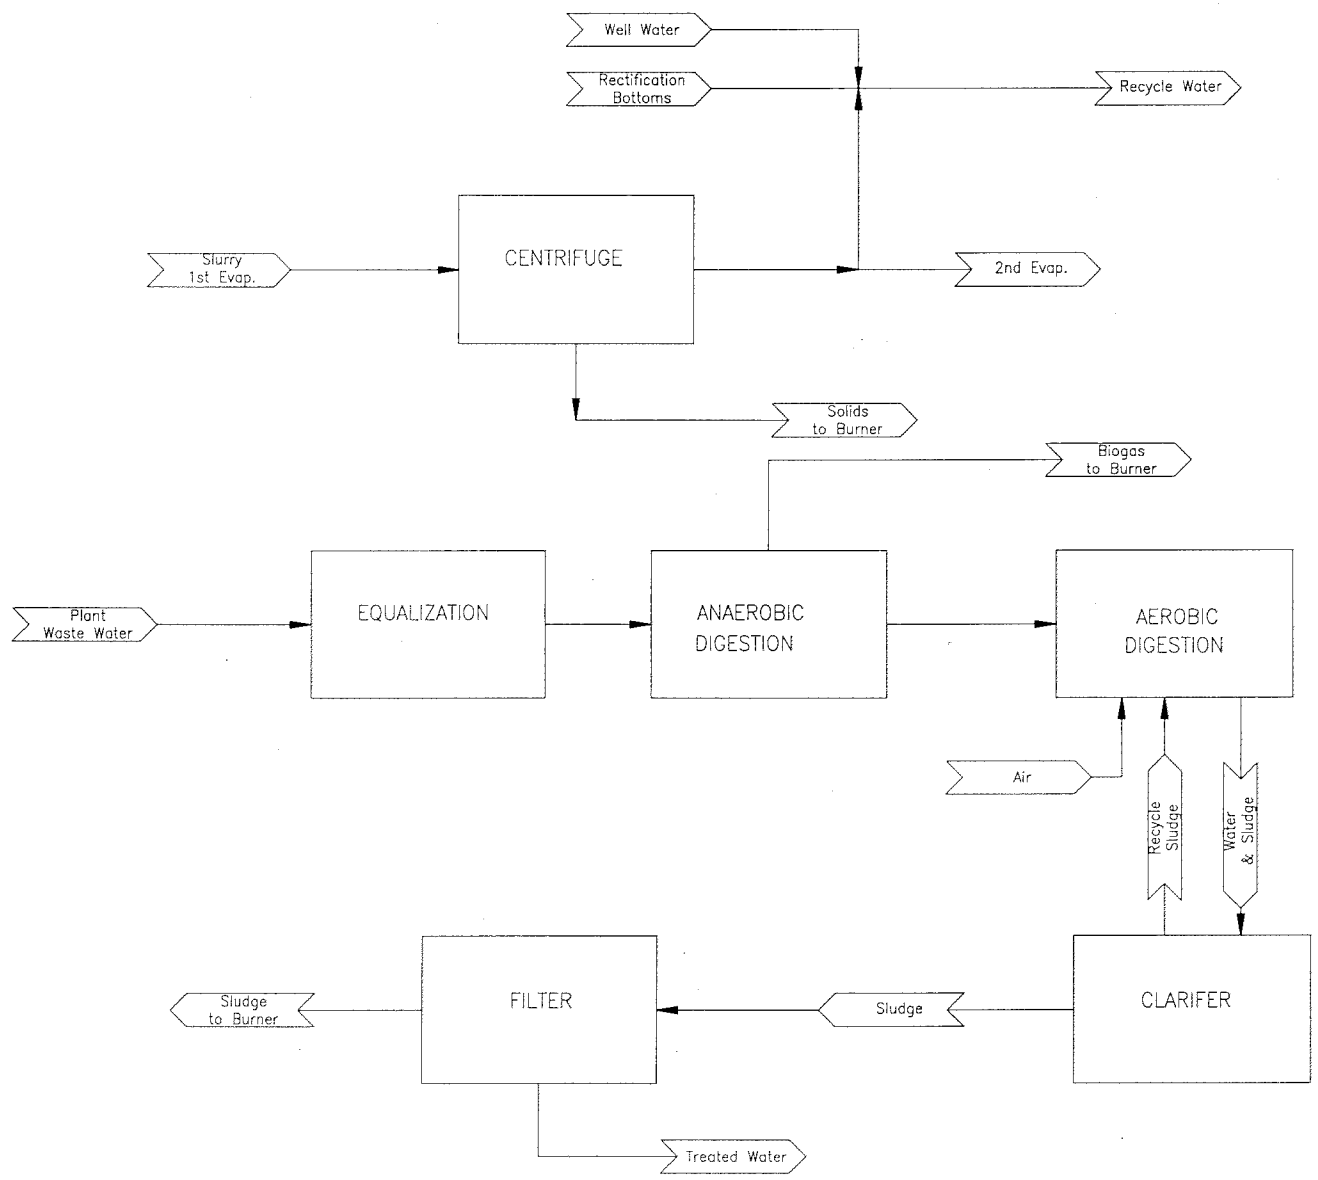 Well Water
Rectification
Bottoms
Recycle Water
CENTRIFUGE
Slurry
1st Evap.
2nd Evap.
Solids
to Burner
Biogas
to Burner
EQUALIZATION
ANAEROBIC
DIGESTION
AEROBIC
DIGESTION
Plant
Waste Water
Air
Recycle
Sludge
Water
& Sludge
FILTER
CLARIFER
Sludge
to Burner
Sludge
Treated Water